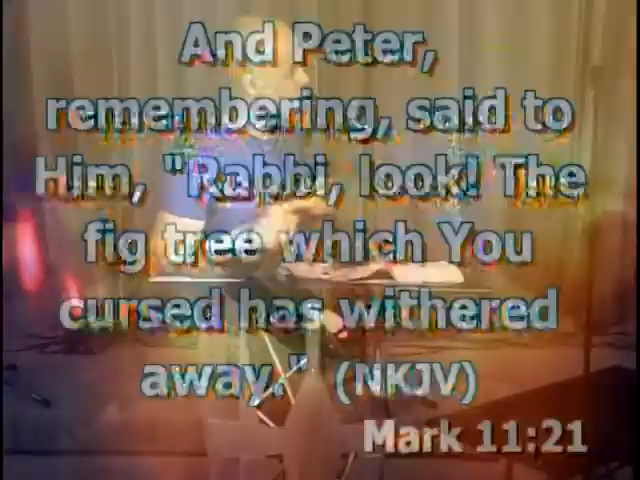 And Peter,
remembering, said to
Him, "Rabbi, look! The
fig tree which You
cursed has withered
away." (NKJV)
Mark 11:21